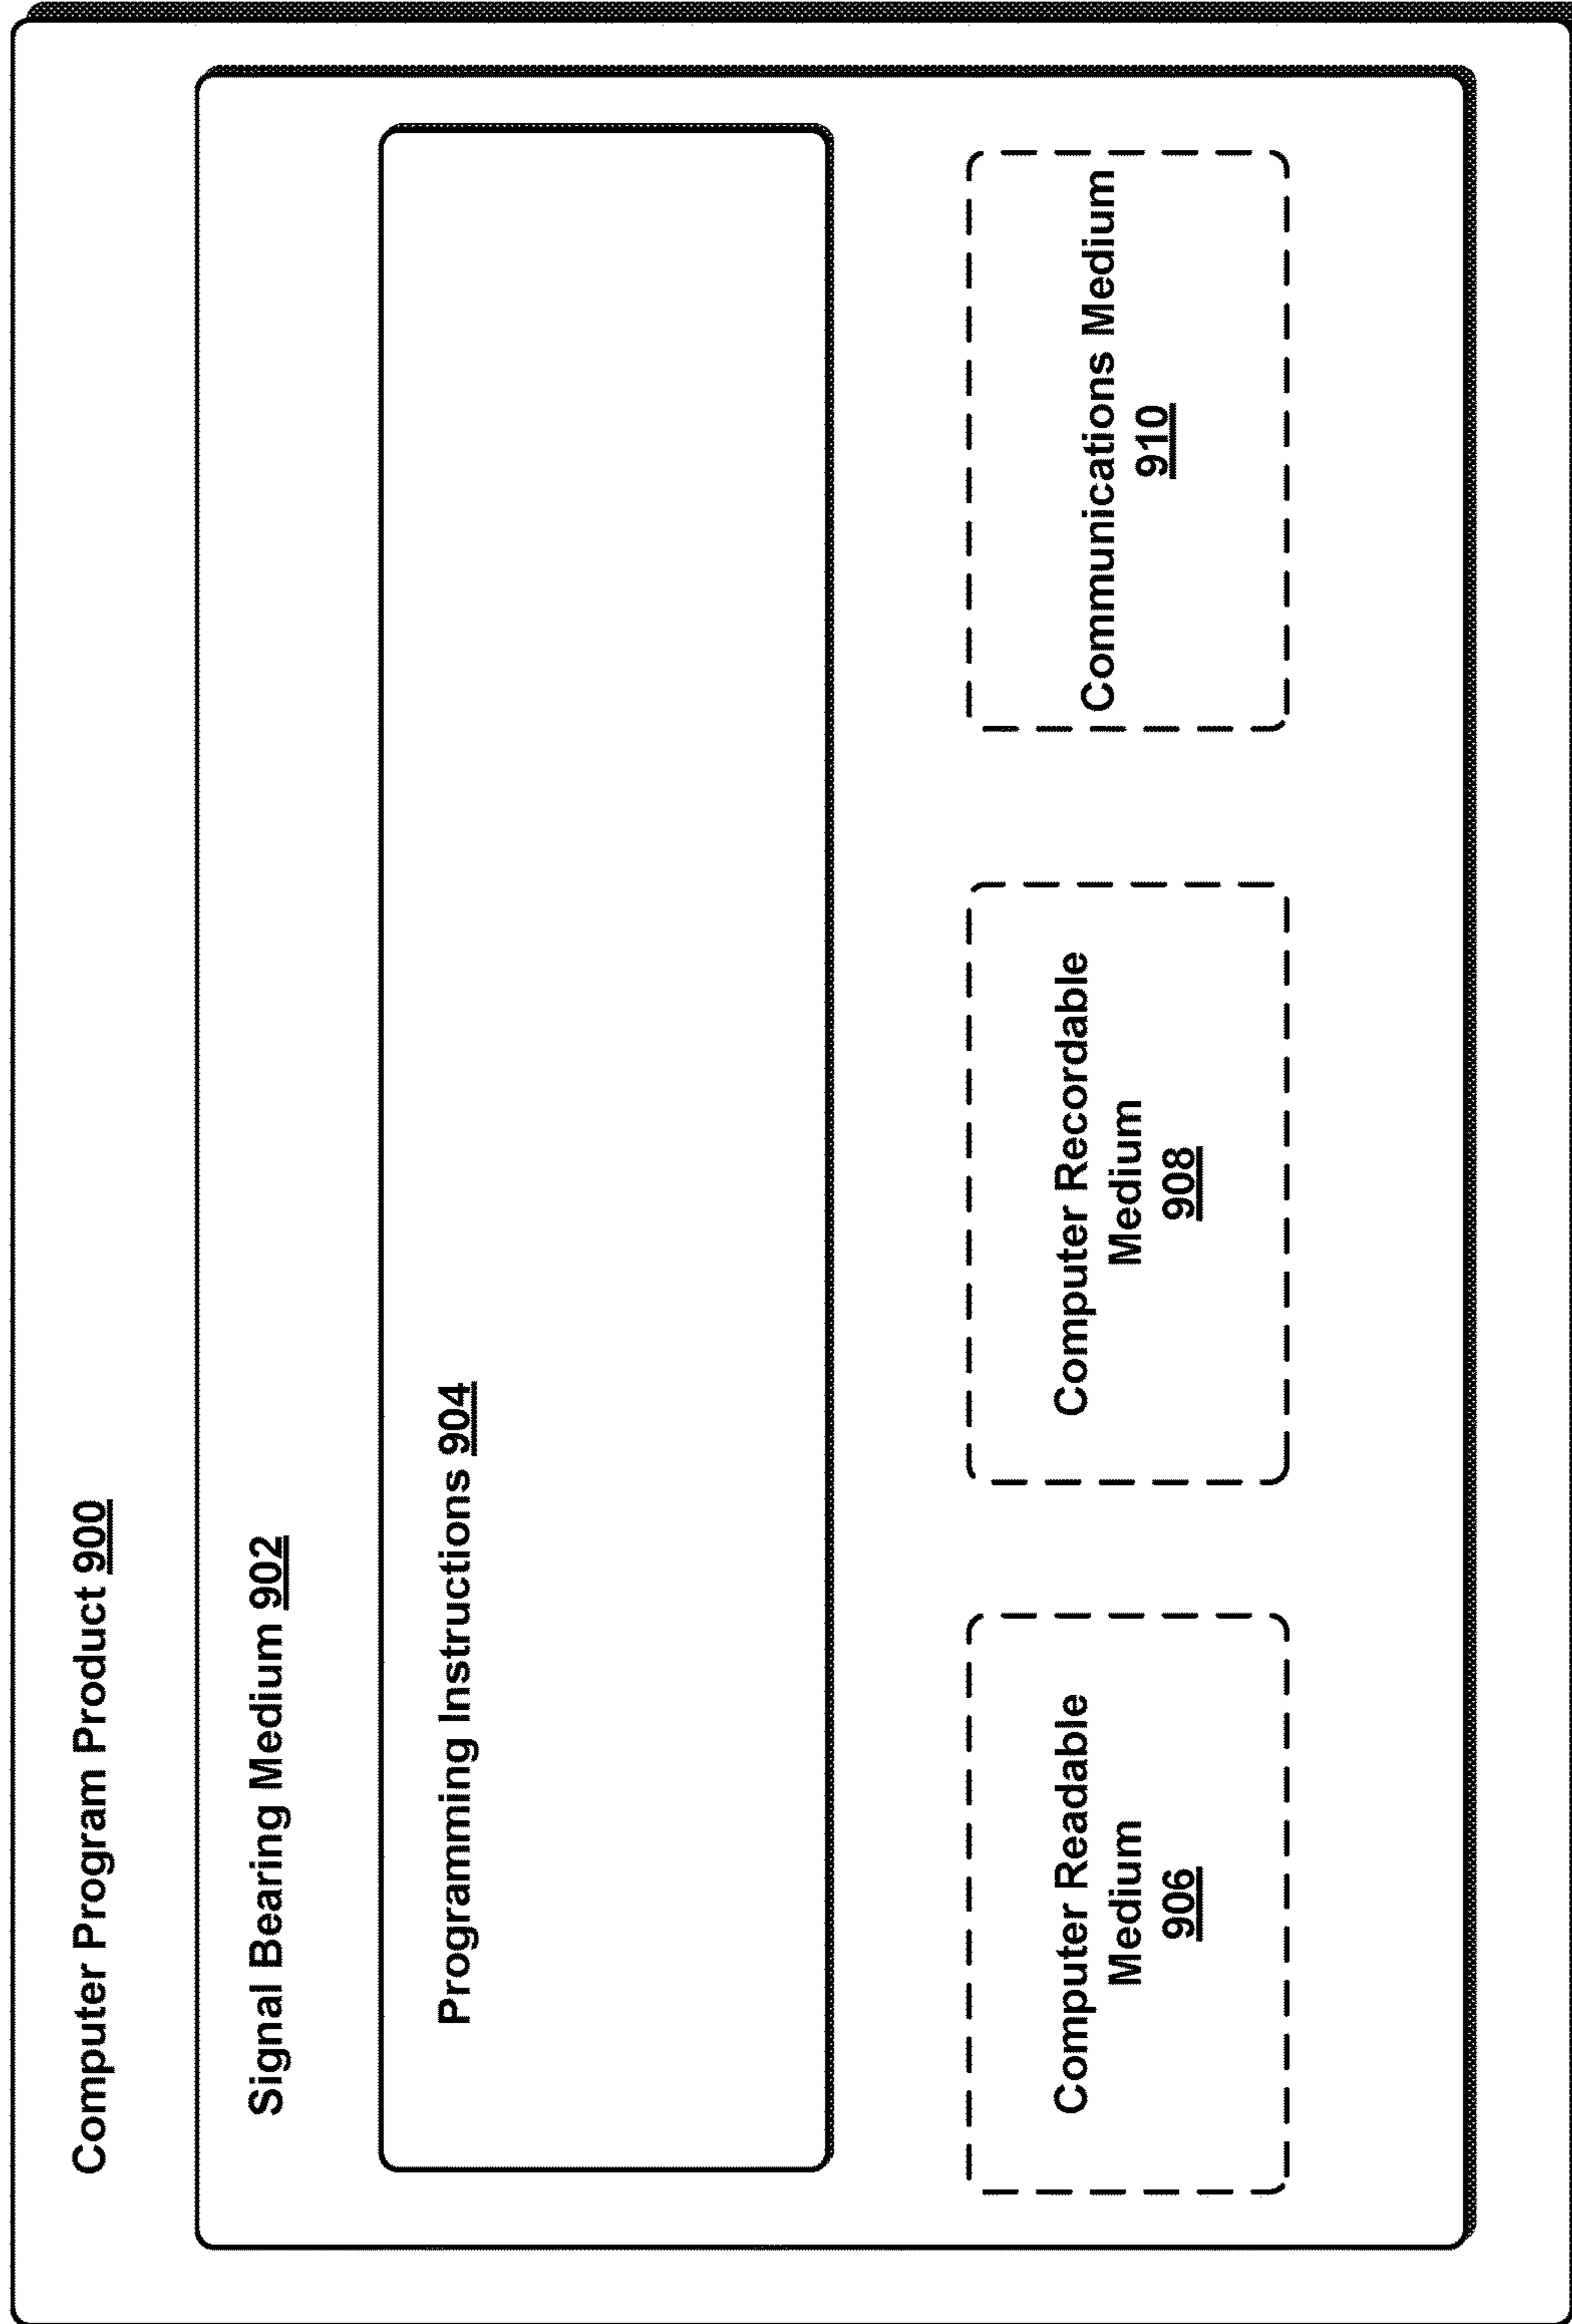 Computer Program Product 900
Signal Bearing Medium 902
Programming Instructions 904
Computer Readable
Medium
906
Computer Recordable
Medium
908
Communications Medium
910